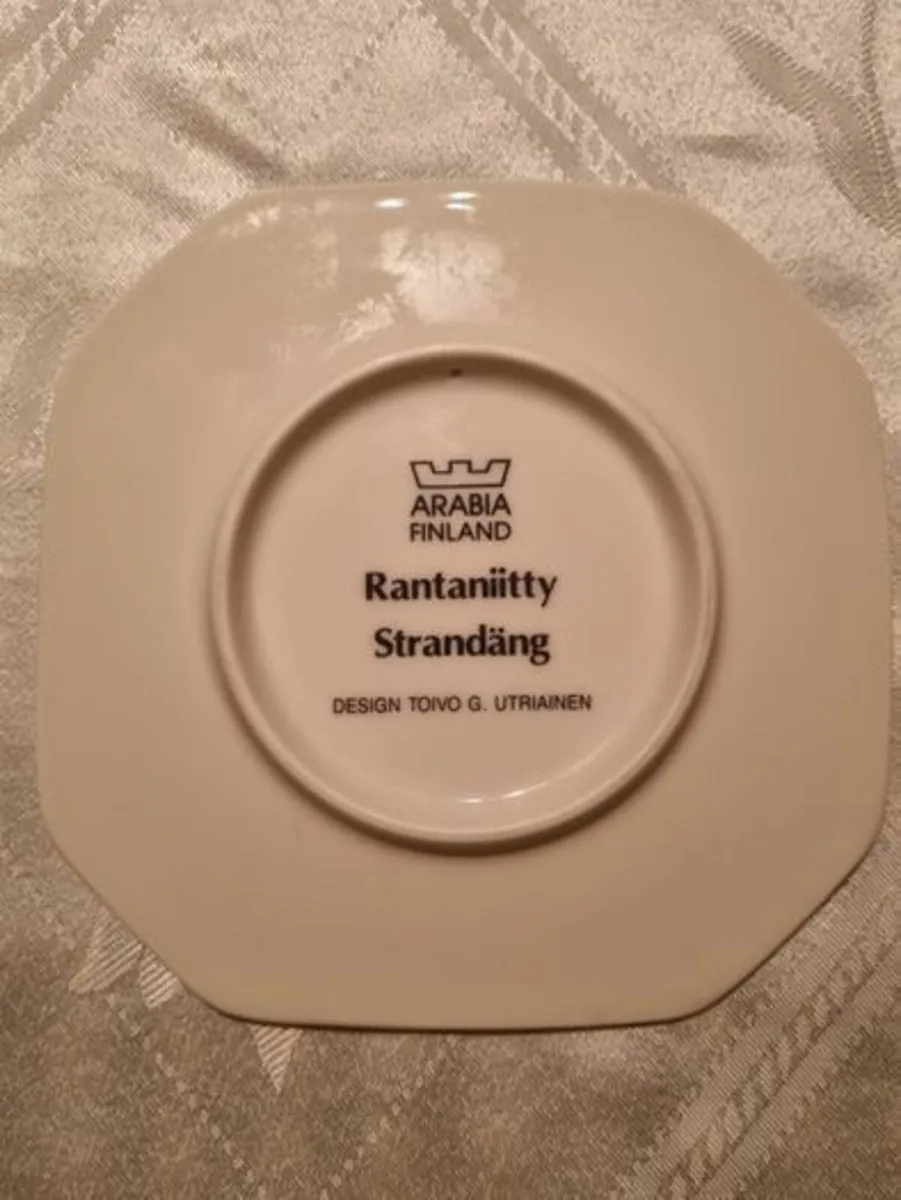 ARABIA
FINLAND
Rantaniitty
Strandäng
DESIGN TOIVO G. UTRIAINEN